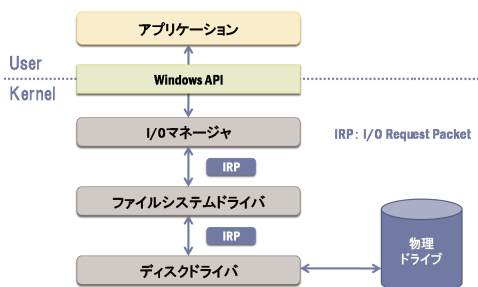 アプリケーション
User
Windows API
Kernel
I/Oマネージャ
IRP: I/O Request Packet
IRP
ファイルシステムドライバ
IRP
物理
ドライブ
ディスクドライバ